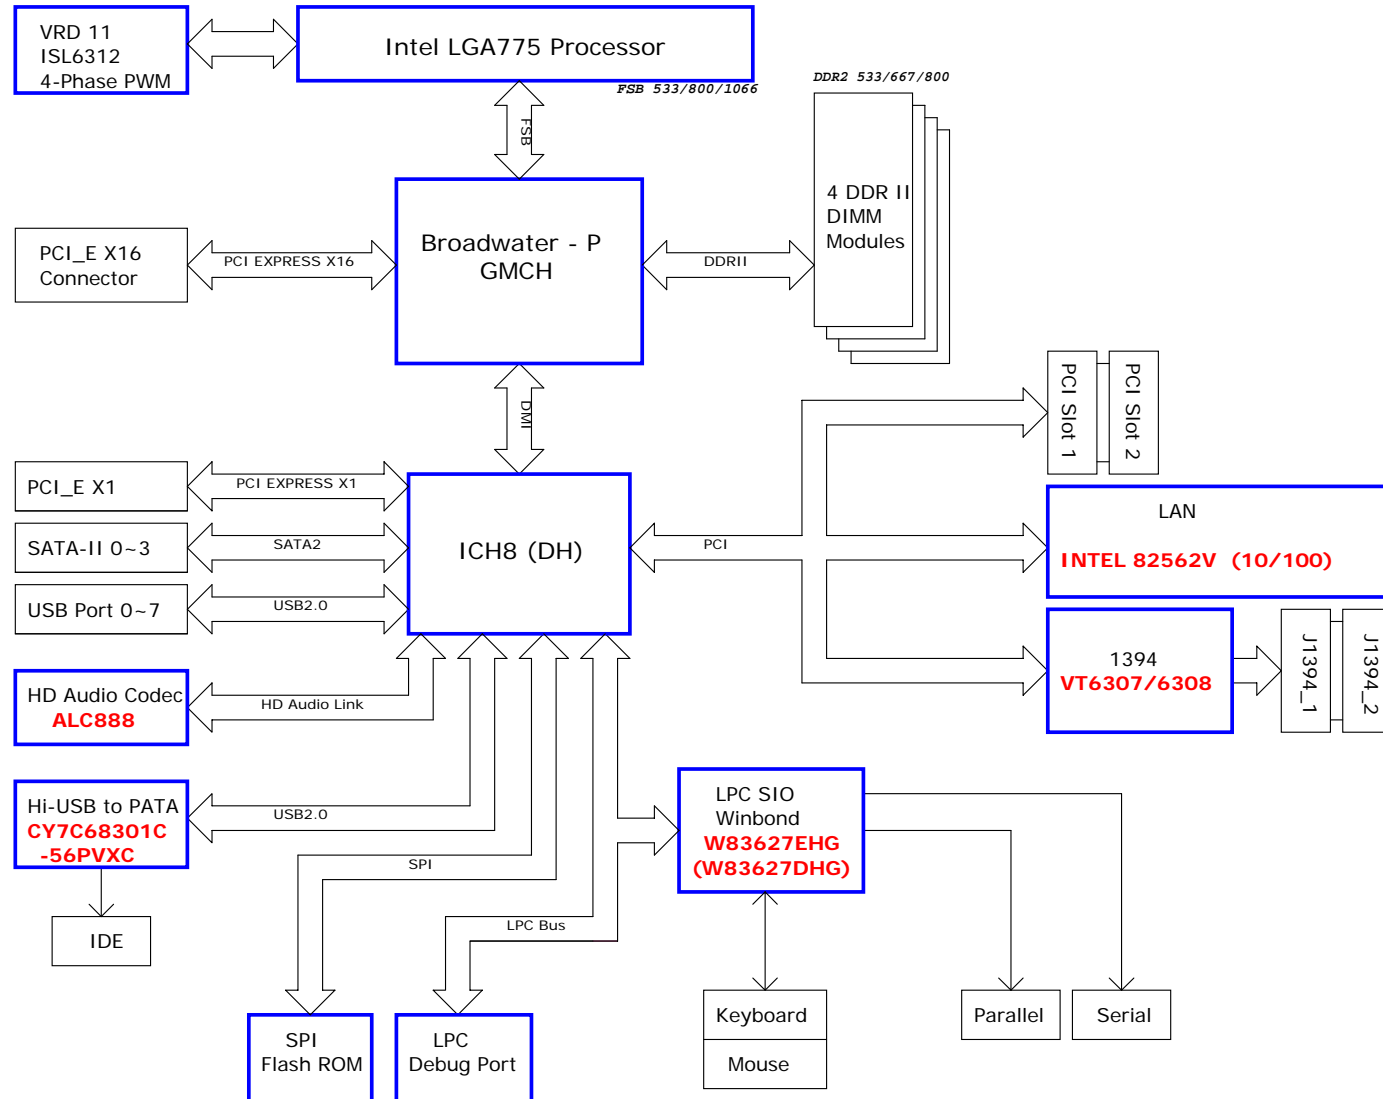 VRD 11
ISL6312
4-Phase PWM
Intel LGA775 Processor
FSB 533/800/1066
DDR2 533/667/800
FSB
4 DDR II
DIMM
Modules
Broadwater - P
GMCH
PCI_E X16
Connector
PCI EXPRESS X16
DDRII
DMI
PCI Slot 1
PCI Slot 2
PCI_E X1
PCI EXPRESS X1
SATA-II 0~3
SATA2
ICH8 (DH)
PCI
LAN
INTEL 82562V (10/100)
USB Port 0~7
USB2.0
1394
VT6307/6308
J1394_1
J1394_2
HD Audio Codec
ALC888
HD Audio Link
Hi-USB to PATA
CY7C68301C
-56PVXC
USB2.0
LPC SIO
Winbond
W83627EHG
(W83627DHG)
SPI
LPC Bus
IDE
SPI
Flash ROM
LPC
Debug Port
Keyboard
Mouse
Parallel
Serial